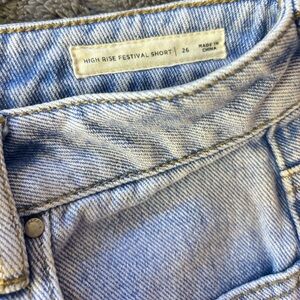 HIGH RISE FESTIVAL SHORT | 26 MADE IN
CHINA